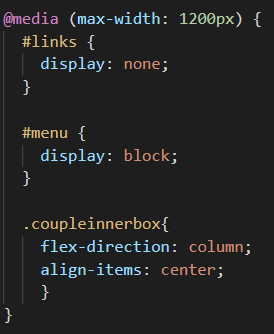 @media (max-width: 1200px) {
  #links {
    display: none;
  }

  #menu {
    display: block;
  }

  .coupleinnerbox{
    flex-direction: column;
    align-items: center;
    }
}